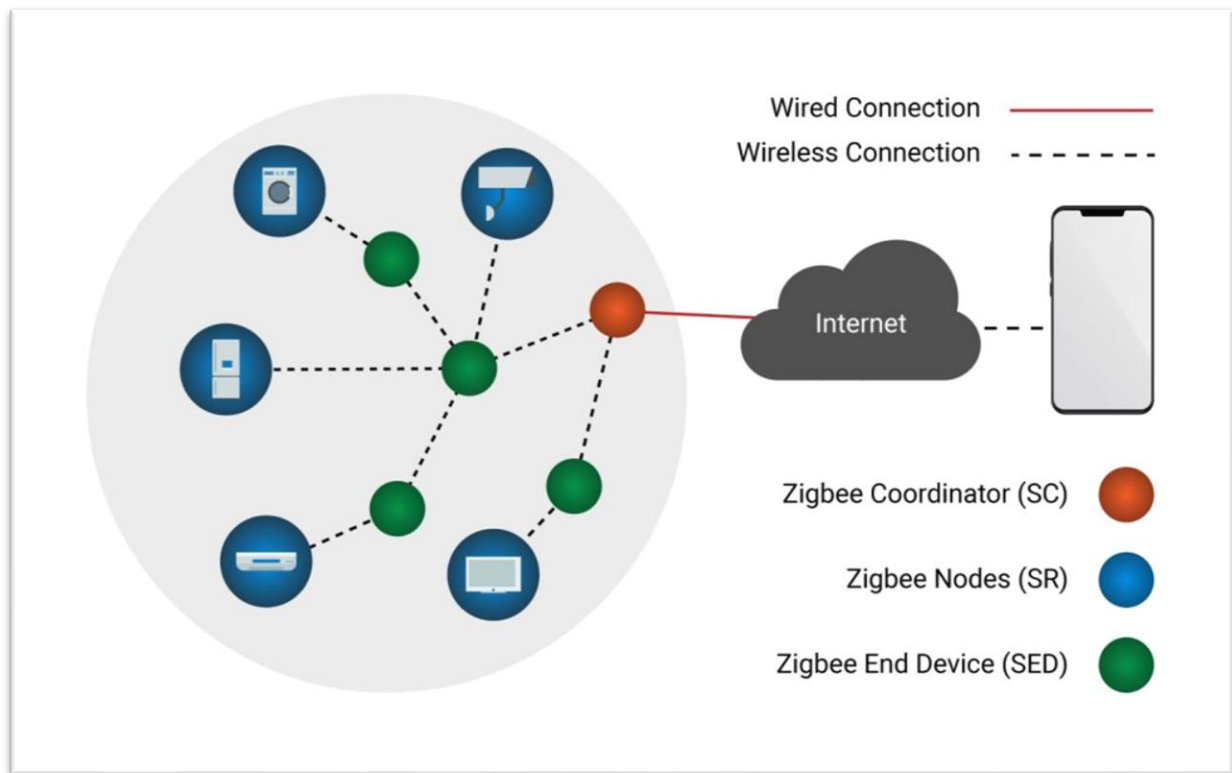 Wired Connection
Wireless Connection
Internet
Zigbee Coordinator (SC)
Zigbee Nodes (SR)
Zigbee End Device (SED)